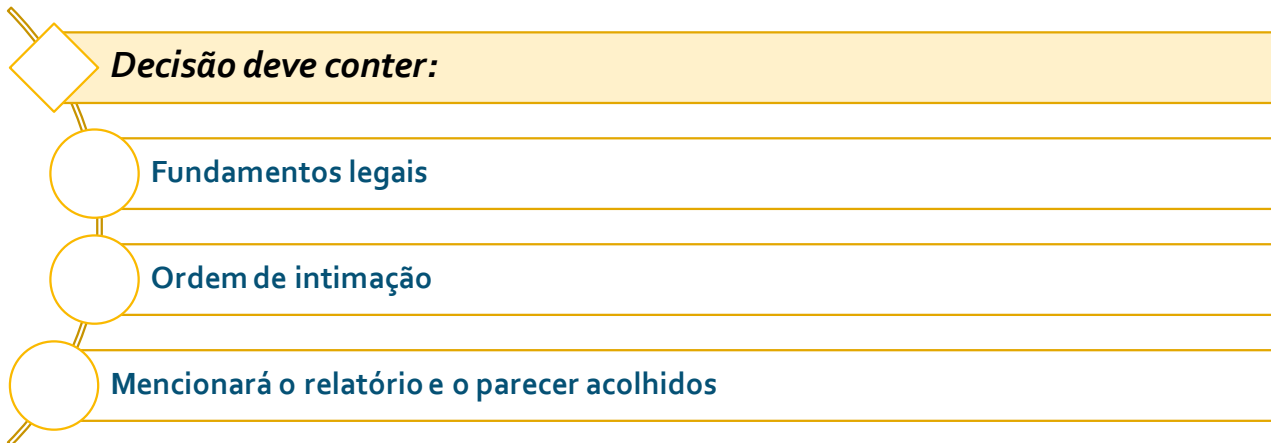 Decisão deve conter:
Fundamentos legais
Ordem de intimação
Mencionará o relatório e o parecer acolhidos